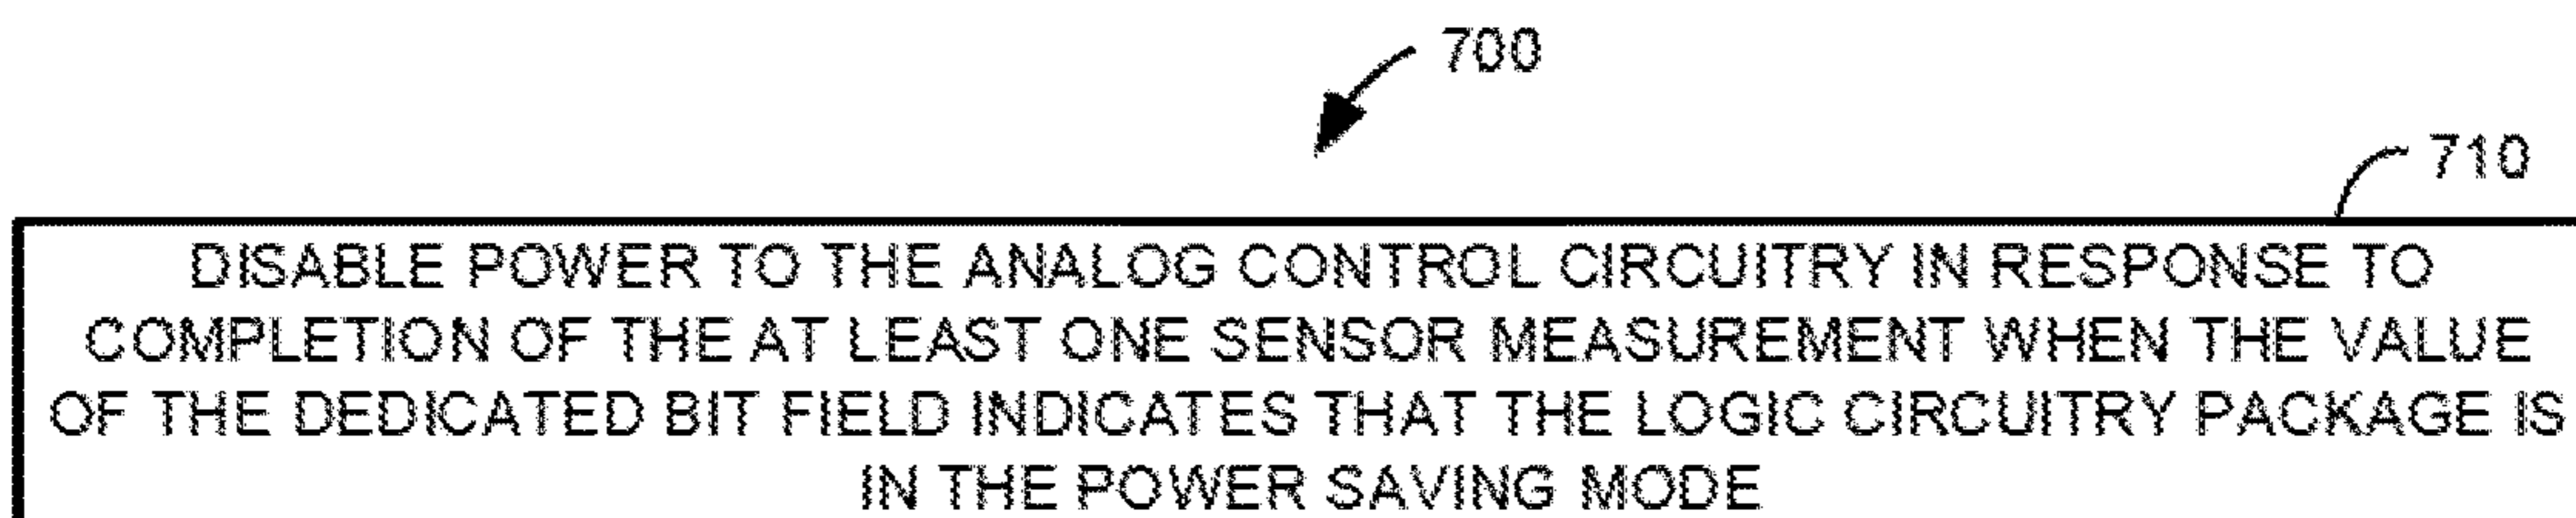 700
710
DISABLE POWER TO THE ANALOG CONTROL CIRCUITRY IN RESPONSE TO
COMPLETION OF THE AT LEAST ONE SENSOR MEASUREMENT WHEN THE VALUE
OF THE DEDICATED BIT FIELD INDICATES THAT THE LOGIC CIRCUITRY PACKAGE IS
IN THE POWER SAVING MODE